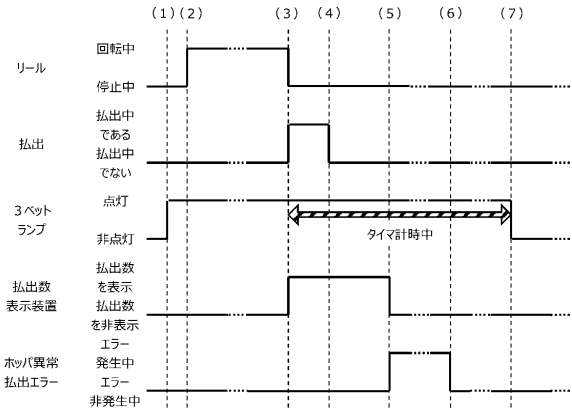 (1) (2) (3) (4) (5) (6) (7)
リール
回転中
停止中
払出
払出中
である
払出中
でない
3ベット
ランプ
点灯
非点灯
タイマ計時中
払出数
表示装置
払出数
を表示
払出数
を非表示
ホッパ異常
払出エラー
エラー
発生中
エラー
非発生中